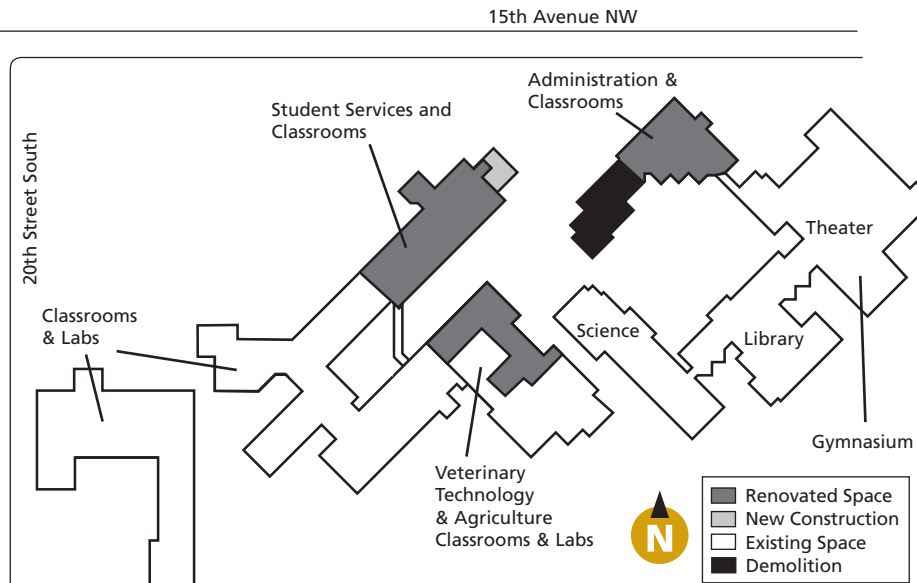 15th Avenue NW
20th Street South
Student Services and
Classrooms
Administration &
Classrooms
Theater
Classrooms
& Labs
Science
Library
Gymnasium
Veterinary
Technology
& Agriculture
Classrooms & Labs
N
Renovated Space
New Construction
Existing Space
Demolition